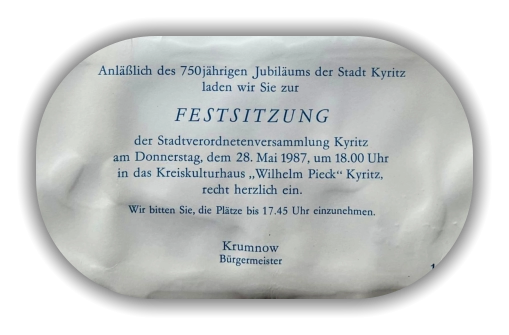 Anläßlich des 750jährigen Jubiläums der Stadt Kyritz
laden wir Sie zur
FESTSITZUNG
der Stadtverordnetenversammlung Kyritz
am Donnerstag, dem 28. Mai 1987, um 18.00 Uhr
in das Kreiskulturhaus „Wilhelm Pieck“ Kyritz,
recht herzlich ein.
Wir bitten Sie, die Plätze bis 17.45 Uhr einzunehmen.
Krumnow
Bürgermeister